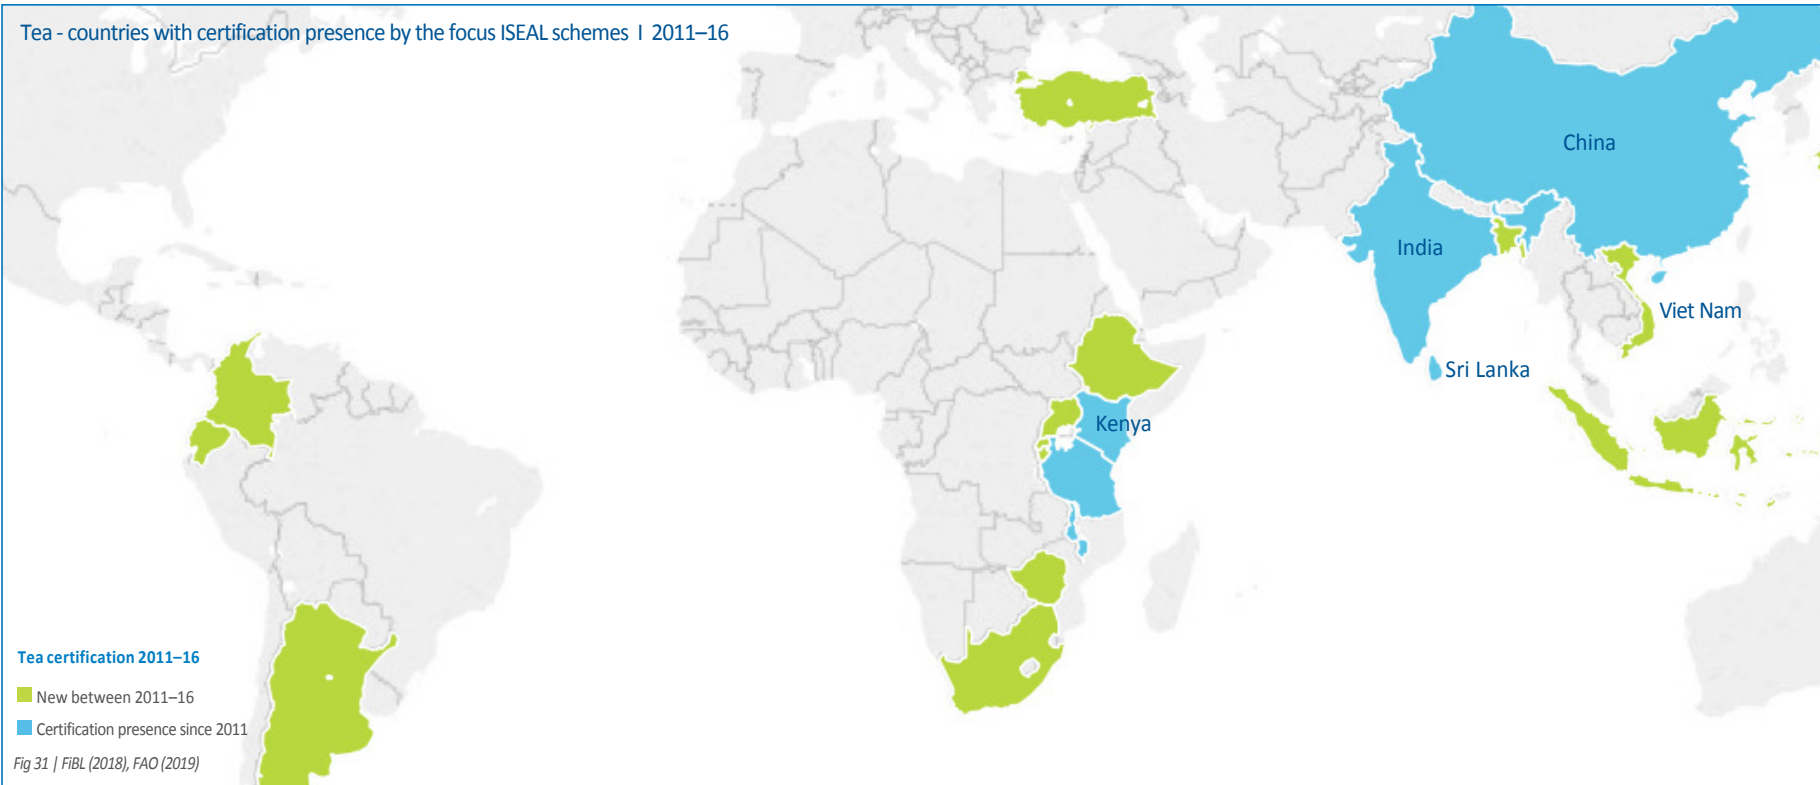 Tea - countries with certification presence by the focus ISEAL schemes I 2011–16
China
India
Viet Nam
Sri Lanka
Kenya
Tea certification 2011–16
New between 2011–16
Certification presence since 2011
Fig 31 | FiBL (2018), FAO (2019)